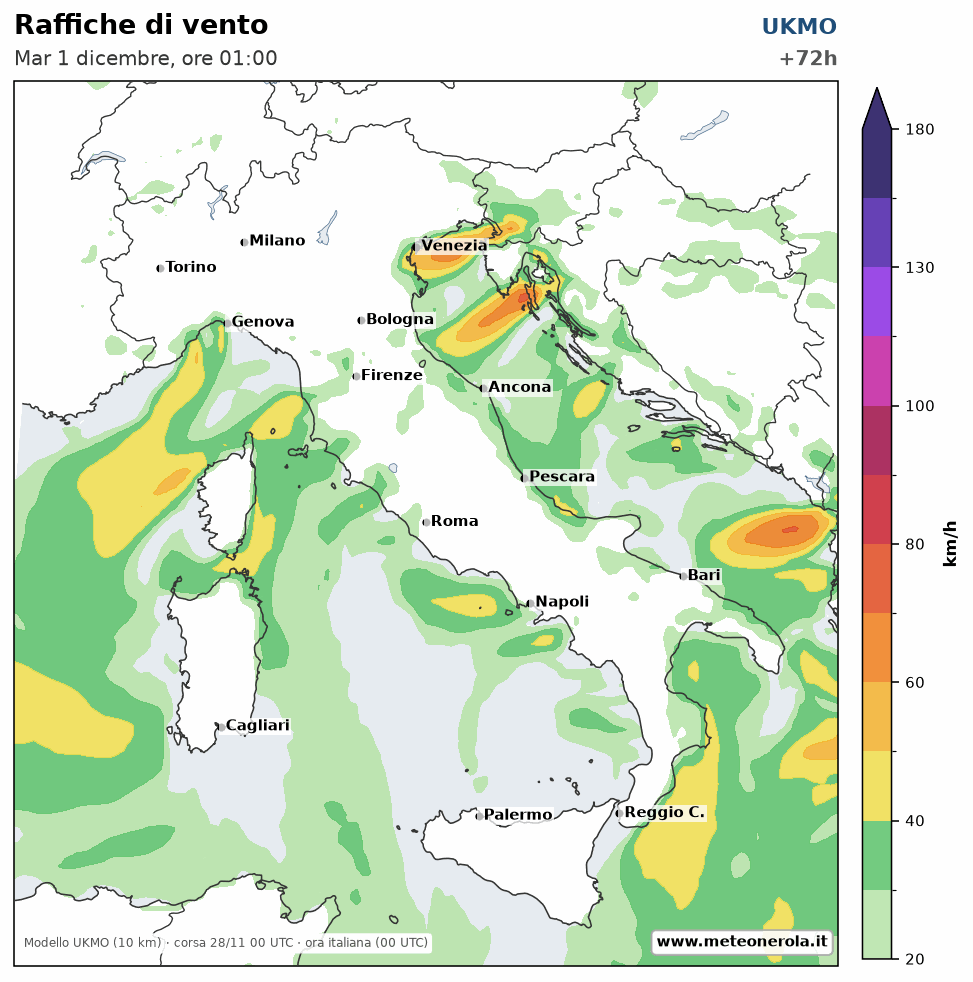 Raffiche di vento
UKMO
Mar 1 dicembre, ore 01:00
+72h
180
130
100
80
60
40
20
km/h
Milano
Venezia
Torino
Genova
Bologna
Firenze
Ancona
Pescara
Roma
Bari
Napoli
Cagliari
Palermo
Reggio C.
Modello UKMO (10 km) · corsa 28/11 00 UTC · ora italiana (00 UTC)
www.meteonerola.it